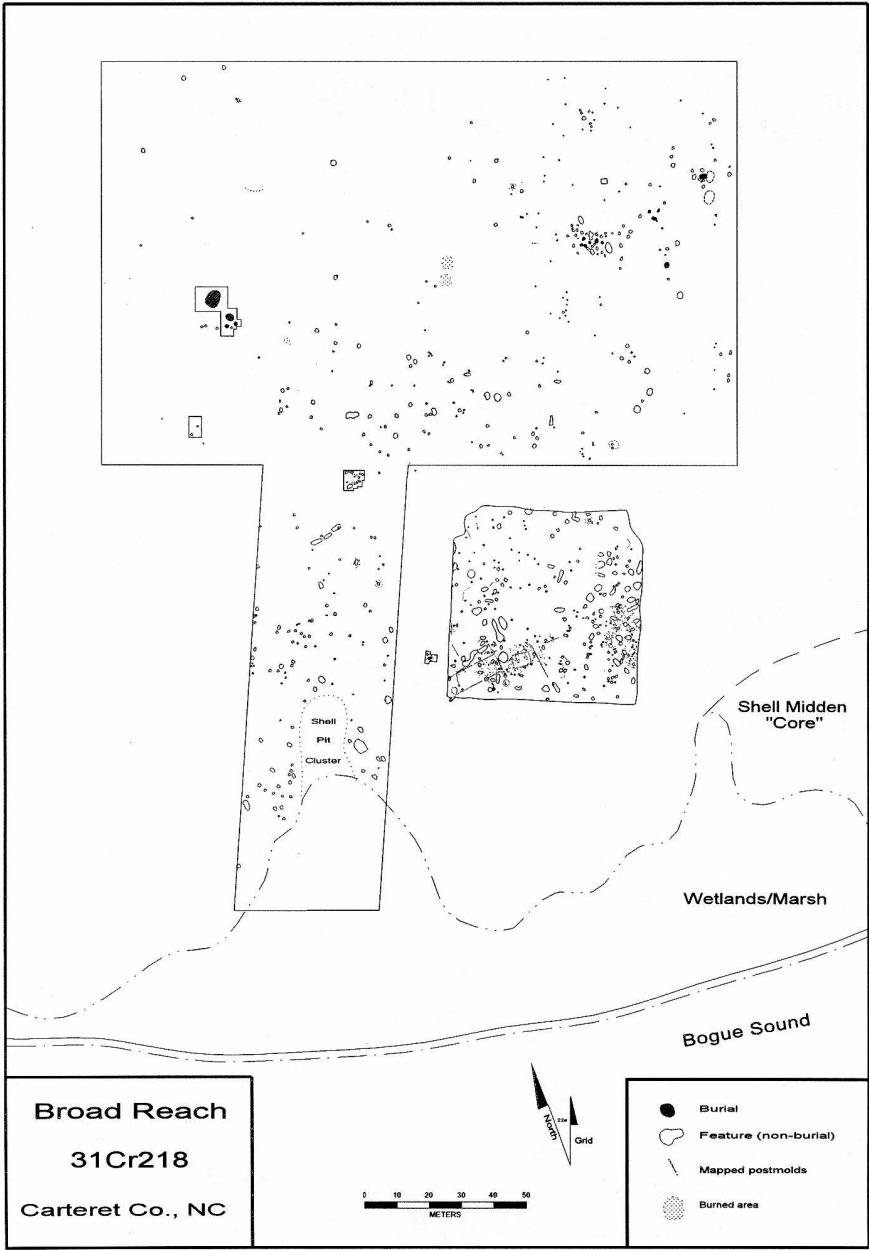 Shell
Pit
Cluster
Shell Midden
"Core"
Wetlands/Marsh
Bogue Sound
Broad Reach
31Cr218
Carteret Co., NC
North
Grid
0 10 20 30 40 50
METERS
Burial
Feature (non-burial)
Mapped postmolds
Burned area